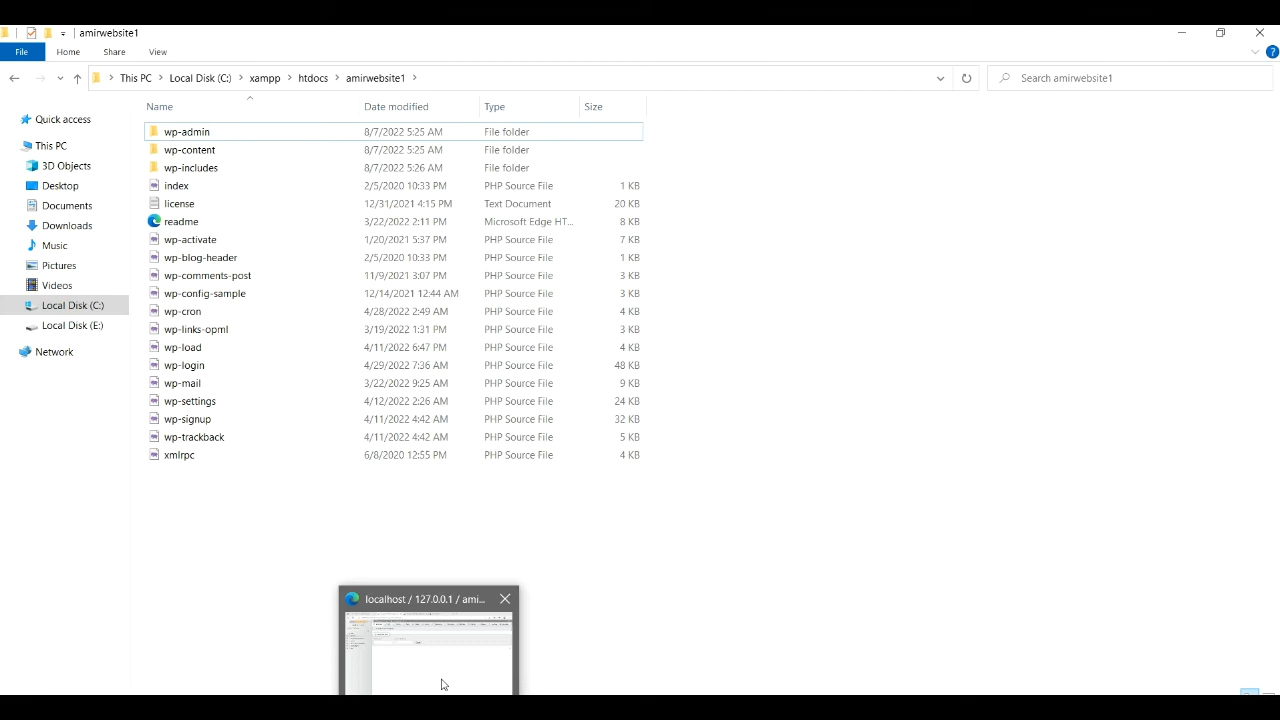 amirwebsite1
File Home Share View
This PC Local Disk (C:) xampp htdocs amirwebsite1 Search amirwebsite1
Name Date modified Type Size
Quick access
This PC
3D Objects
Desktop
Documents
Downloads
Music
Pictures
Videos
Local Disk (C:)
Local Disk (E:)
Network
wp-admin 8/7/2022 5:25 AM File folder
wp-content 8/7/2022 5:25 AM File folder
wp-includes 8/7/2022 5:26 AM File folder
index 2/5/2020 10:33 PM PHP Source File 1 KB
license 12/31/2021 4:15 PM Text Document 20 KB
readme 3/22/2022 2:11 PM Microsoft Edge HT... 8 KB
wp-activate 1/20/2021 5:37 PM PHP Source File 7 KB
wp-blog-header 2/5/2020 10:33 PM PHP Source File 1 KB
wp-comments-post 11/9/2021 3:07 PM PHP Source File 3 KB
wp-config-sample 12/14/2021 12:44 AM PHP Source File 3 KB
wp-cron 4/28/2022 2:49 AM PHP Source File 4 KB
wp-links-opml 3/19/2022 1:31 PM PHP Source File 3 KB
wp-load 4/11/2022 6:47 PM PHP Source File 4 KB
wp-login 4/29/2022 7:36 AM PHP Source File 48 KB
wp-mail 3/22/2022 9:25 AM PHP Source File 9 KB
wp-settings 4/12/2022 2:26 AM PHP Source File 24 KB
wp-signup 4/11/2022 4:42 AM PHP Source File 32 KB
wp-trackback 4/11/2022 4:42 AM PHP Source File 5 KB
xmlrpc 6/8/2020 12:55 PM PHP Source File 4 KB
localhost / 127.0.0.1 / ami...